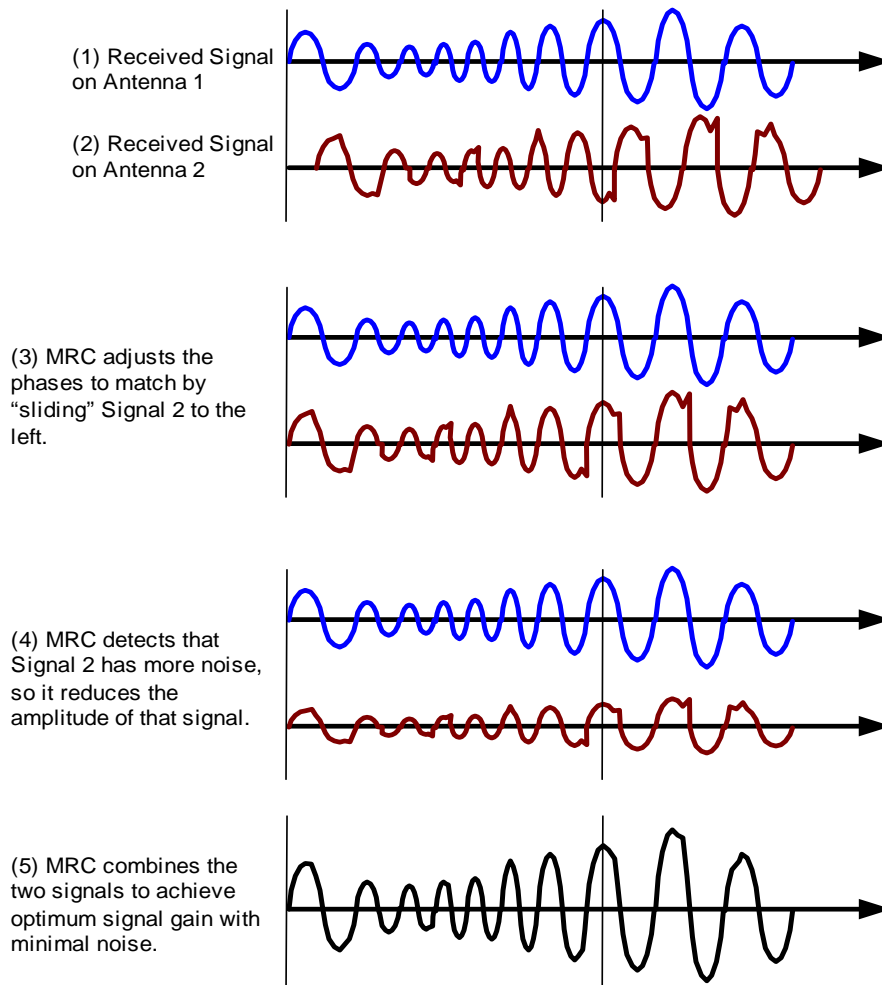 (1) Received Signal
on Antenna 1
(2) Received Signal
on Antenna 2
(3) MRC adjusts the
phases to match by
“sliding” Signal 2 to the
left.
(4) MRC detects that
Signal 2 has more noise,
so it reduces the
amplitude of that signal.
(5) MRC combines the
two signals to achieve
optimum signal gain with
minimal noise.